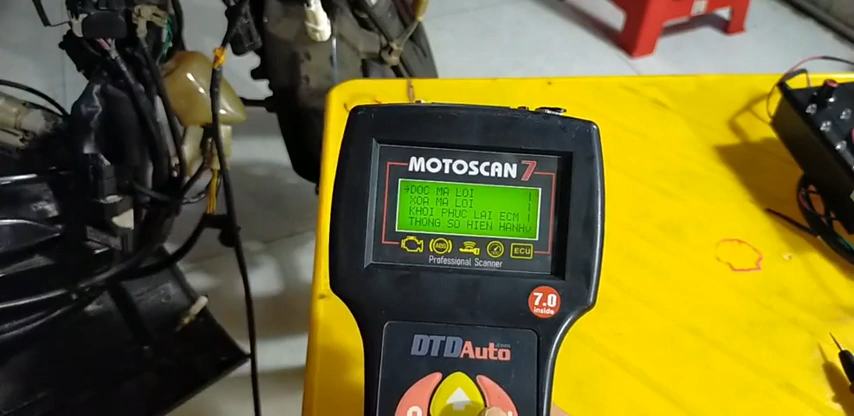 MOTOSCAN 7
→DOC MA LOI
XOA MA LOI
KHOI PHUC LAI ECM
THONG SO HIEN HANH
ABS
ECU
Professional Scanner
7.0
inside
DTDAuto.com